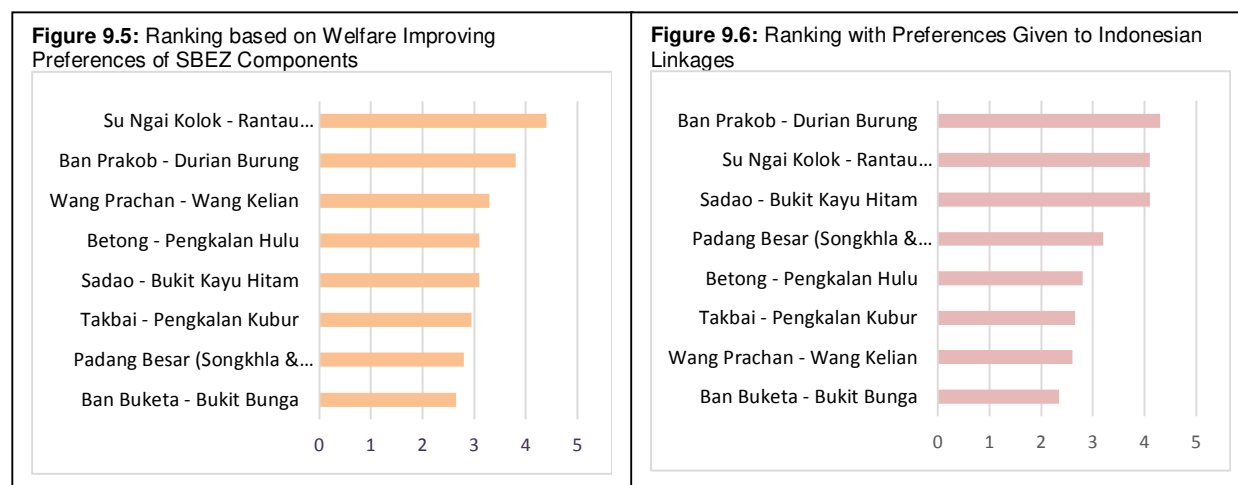 Figure 9.5: Ranking based on Welfare Improving
Preferences of SBEZ Components
Su Ngai Kolok - Rantau ...
Ban Prakob - Durian Burung
Wang Prachan - Wang Kelian
Betong - Pengkalan Hulu
Sadao - Bukit Kayu Hitam
Takbai - Pengkalan Kubur
Padang Besar (Songkhla &...
Ban Buketa - Bukit Bunga
0 1 2 3 4 5
Figure 9.6: Ranking with Preferences Given to Indonesian
Linkages
Ban Prakob - Durian Burung
Su Ngai Kolok - Rantau...
Sadao - Bukit Kayu Hitam
Padang Besar (Songkhla &...
Betong - Pengkalan Hulu
Takbai - Pengkalan Kubur
Wang Prachan - Wang Kelian
Ban Buketa - Bukit Bunga
0 1 2 3 4 5